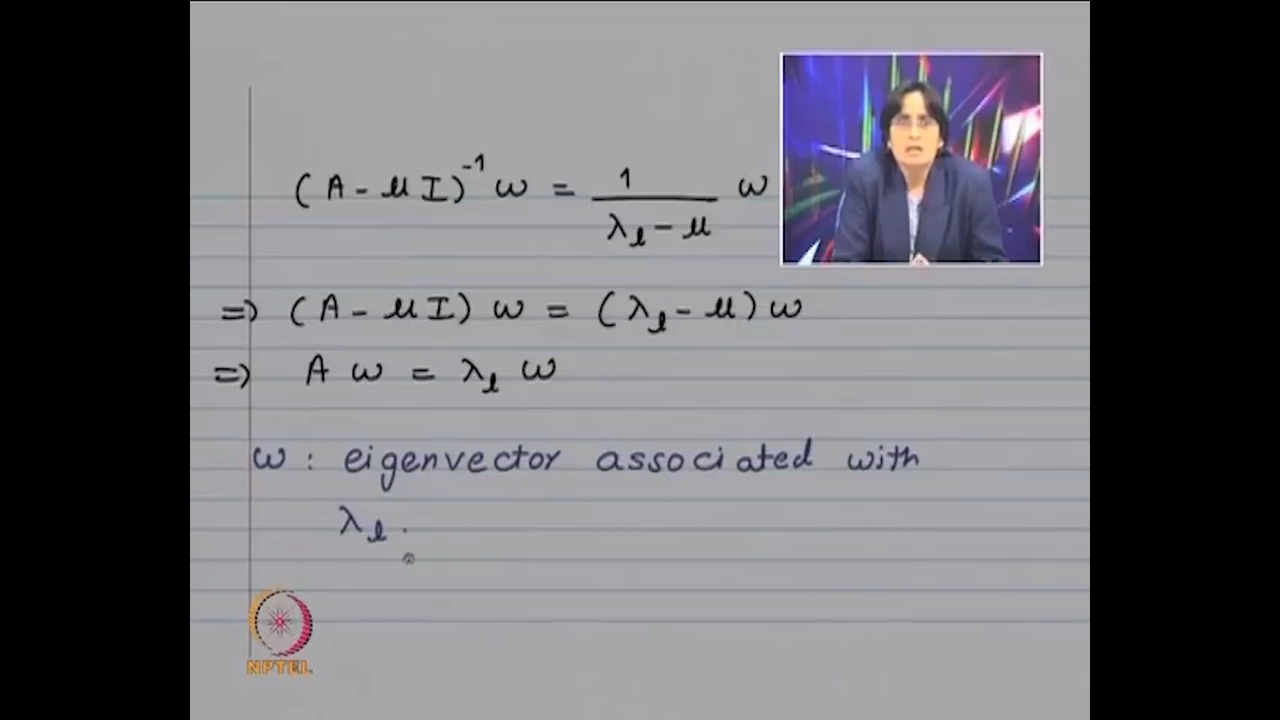 (A - μI)⁻¹ ω = 1/(λ_l - μ) ω
=> (A - μI) ω = (λ_l - μ) ω
=> A ω = λ_l ω
ω : eigenvector associated with
λ_l .
NPTEL